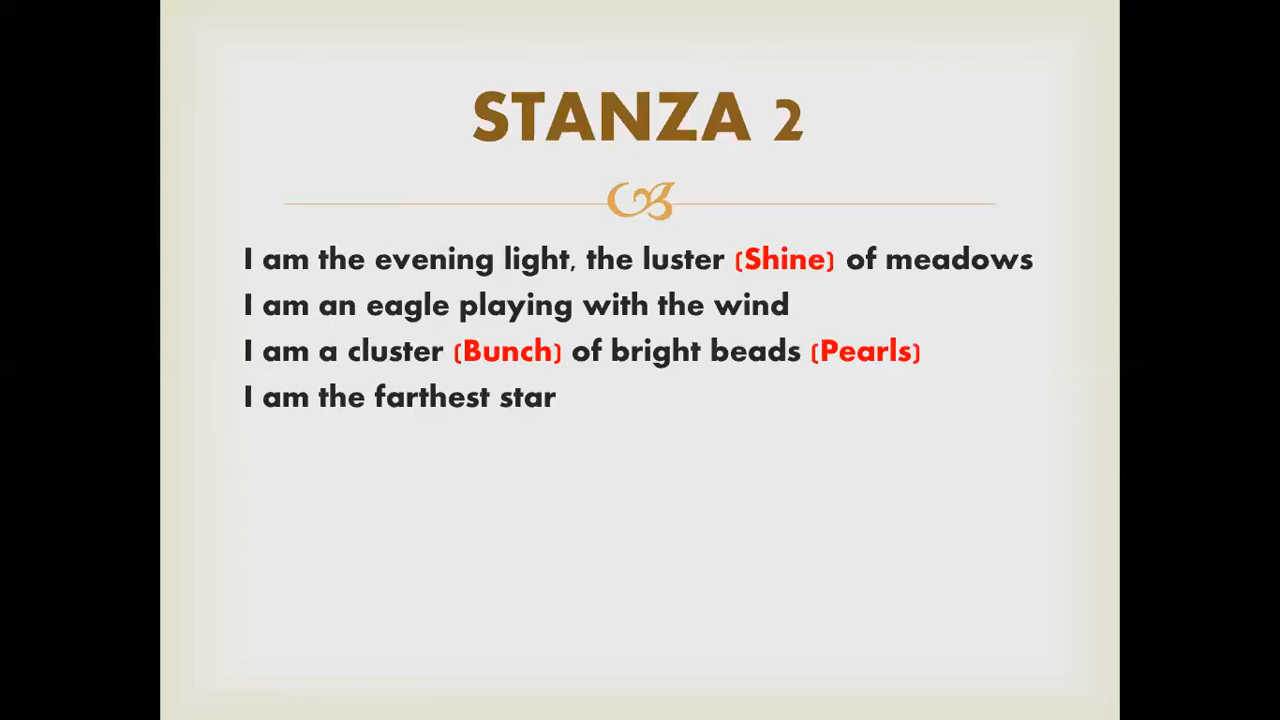 STANZA 2
I am the evening light, the luster (Shine) of meadows
I am an eagle playing with the wind
I am a cluster (Bunch) of bright beads (Pearls)
I am the farthest star